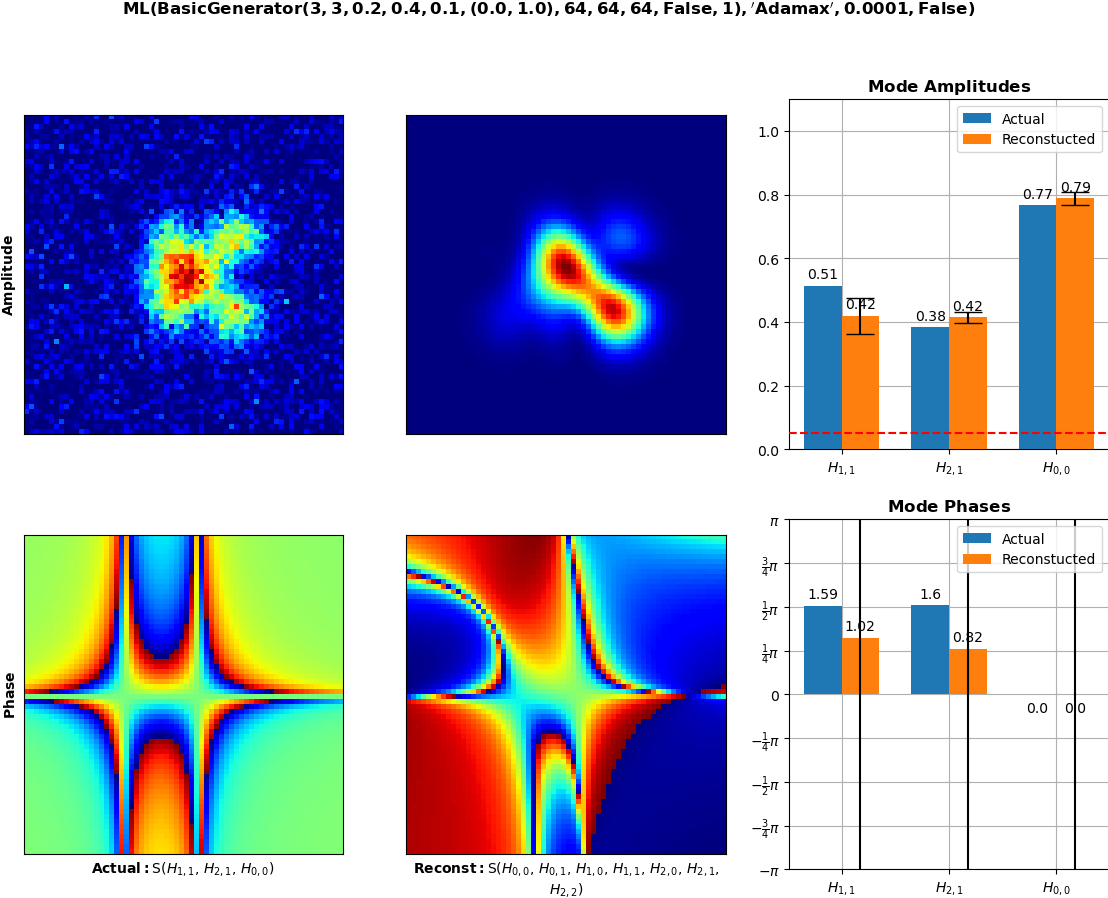 ML(BasicGenerator(3, 3, 0.2, 0.4, 0.1, (0.0, 1.0), 64, 64, 64, False, 1), ′Adamax′, 0.0001, False)
Amplitude
Mode Amplitudes
Actual
Reconstucted
1.0
0.8
0.6
0.4
0.2
0.0
0.51
0.42
0.38
0.42
0.77
0.79
H1,1
H2,1
H0,0
Phase
Actual: S(H1,1, H2,1, H0,0)
Reconst: S(H0,0, H0,1, H1,0, H1,1, H2,0, H2,1,
H2,2)
Mode Phases
Actual
Reconstucted
π
3/4π
1/2π
1/4π
0
−1/4π
−1/2π
−3/4π
−π
1.59
1.02
1.6
0.82
0.0
0.0
H1,1
H2,1
H0,0